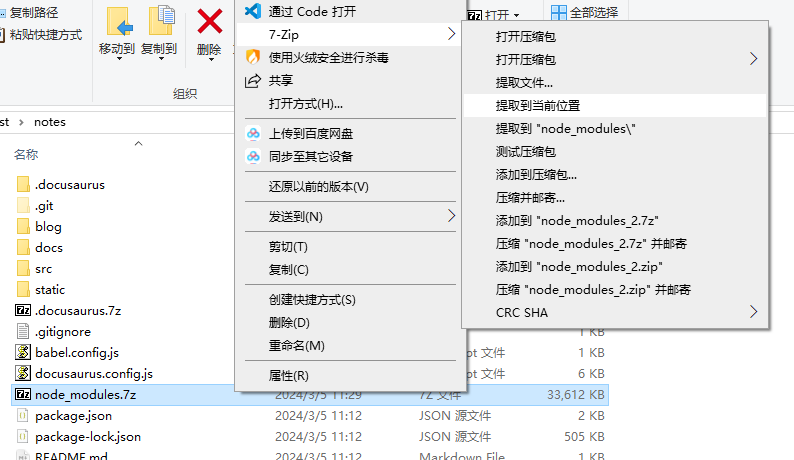 复制路径
粘贴快捷方式
移动到
复制到
删除
组织
打开
全部选择
st > notes
名称
.docusaurus
.git
blog
docs
src
static
.docusaurus.7z
.gitignore
1 KB
babel.config.js
pt 文件
1 KB
docusaurus.config.js
pt 文件
6 KB
node_modules.7z
2024/3/5 11:29
7Z 文件
33,612 KB
package.json
2024/3/5 11:12
JSON 源文件
2 KB
package-lock.json
2024/3/5 11:12
JSON 源文件
505 KB
README.md
2024/3/5 11:12
Markdown File
1 KB
通过 Code 打开
7-Zip
使用火绒安全进行杀毒
共享
打开方式(H)...
上传到百度网盘
同步至其它设备
还原以前的版本(V)
发送到(N)
剪切(T)
复制(C)
创建快捷方式(S)
删除(D)
重命名(M)
属性(R)
打开压缩包
打开压缩包
提取文件...
提取到当前位置
提取到 "node_modules\"
测试压缩包
添加到压缩包...
压缩并邮寄...
添加到 "node_modules_2.7z"
压缩 "node_modules_2.7z" 并邮寄
添加到 "node_modules_2.zip"
压缩 "node_modules_2.zip" 并邮寄
CRC SHA